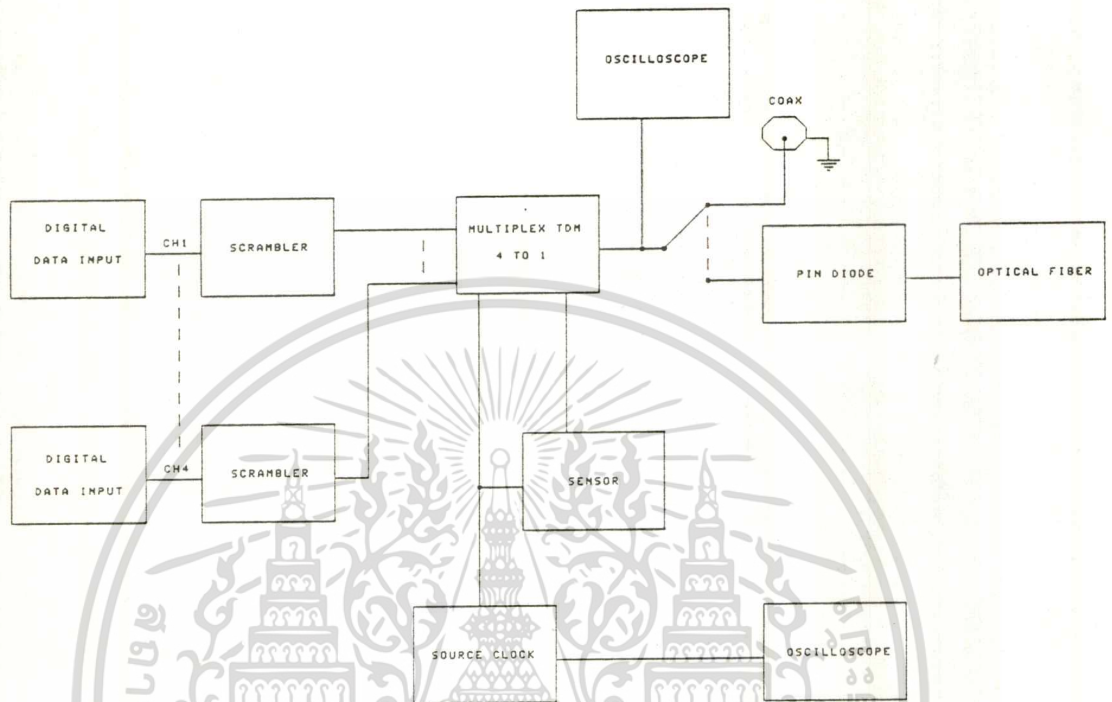 OSCILLOSCOPE
COAX
DIGITAL
DATA INPUT
CH1
SCRAMBLER
MULTIPLEX TDM
4 TO 1
PIN DIODE
OPTICAL FIBER
DIGITAL
DATA INPUT
CH4
SCRAMBLER
SENSOR
SOURCE CLOCK
OSCILLOSCOPE